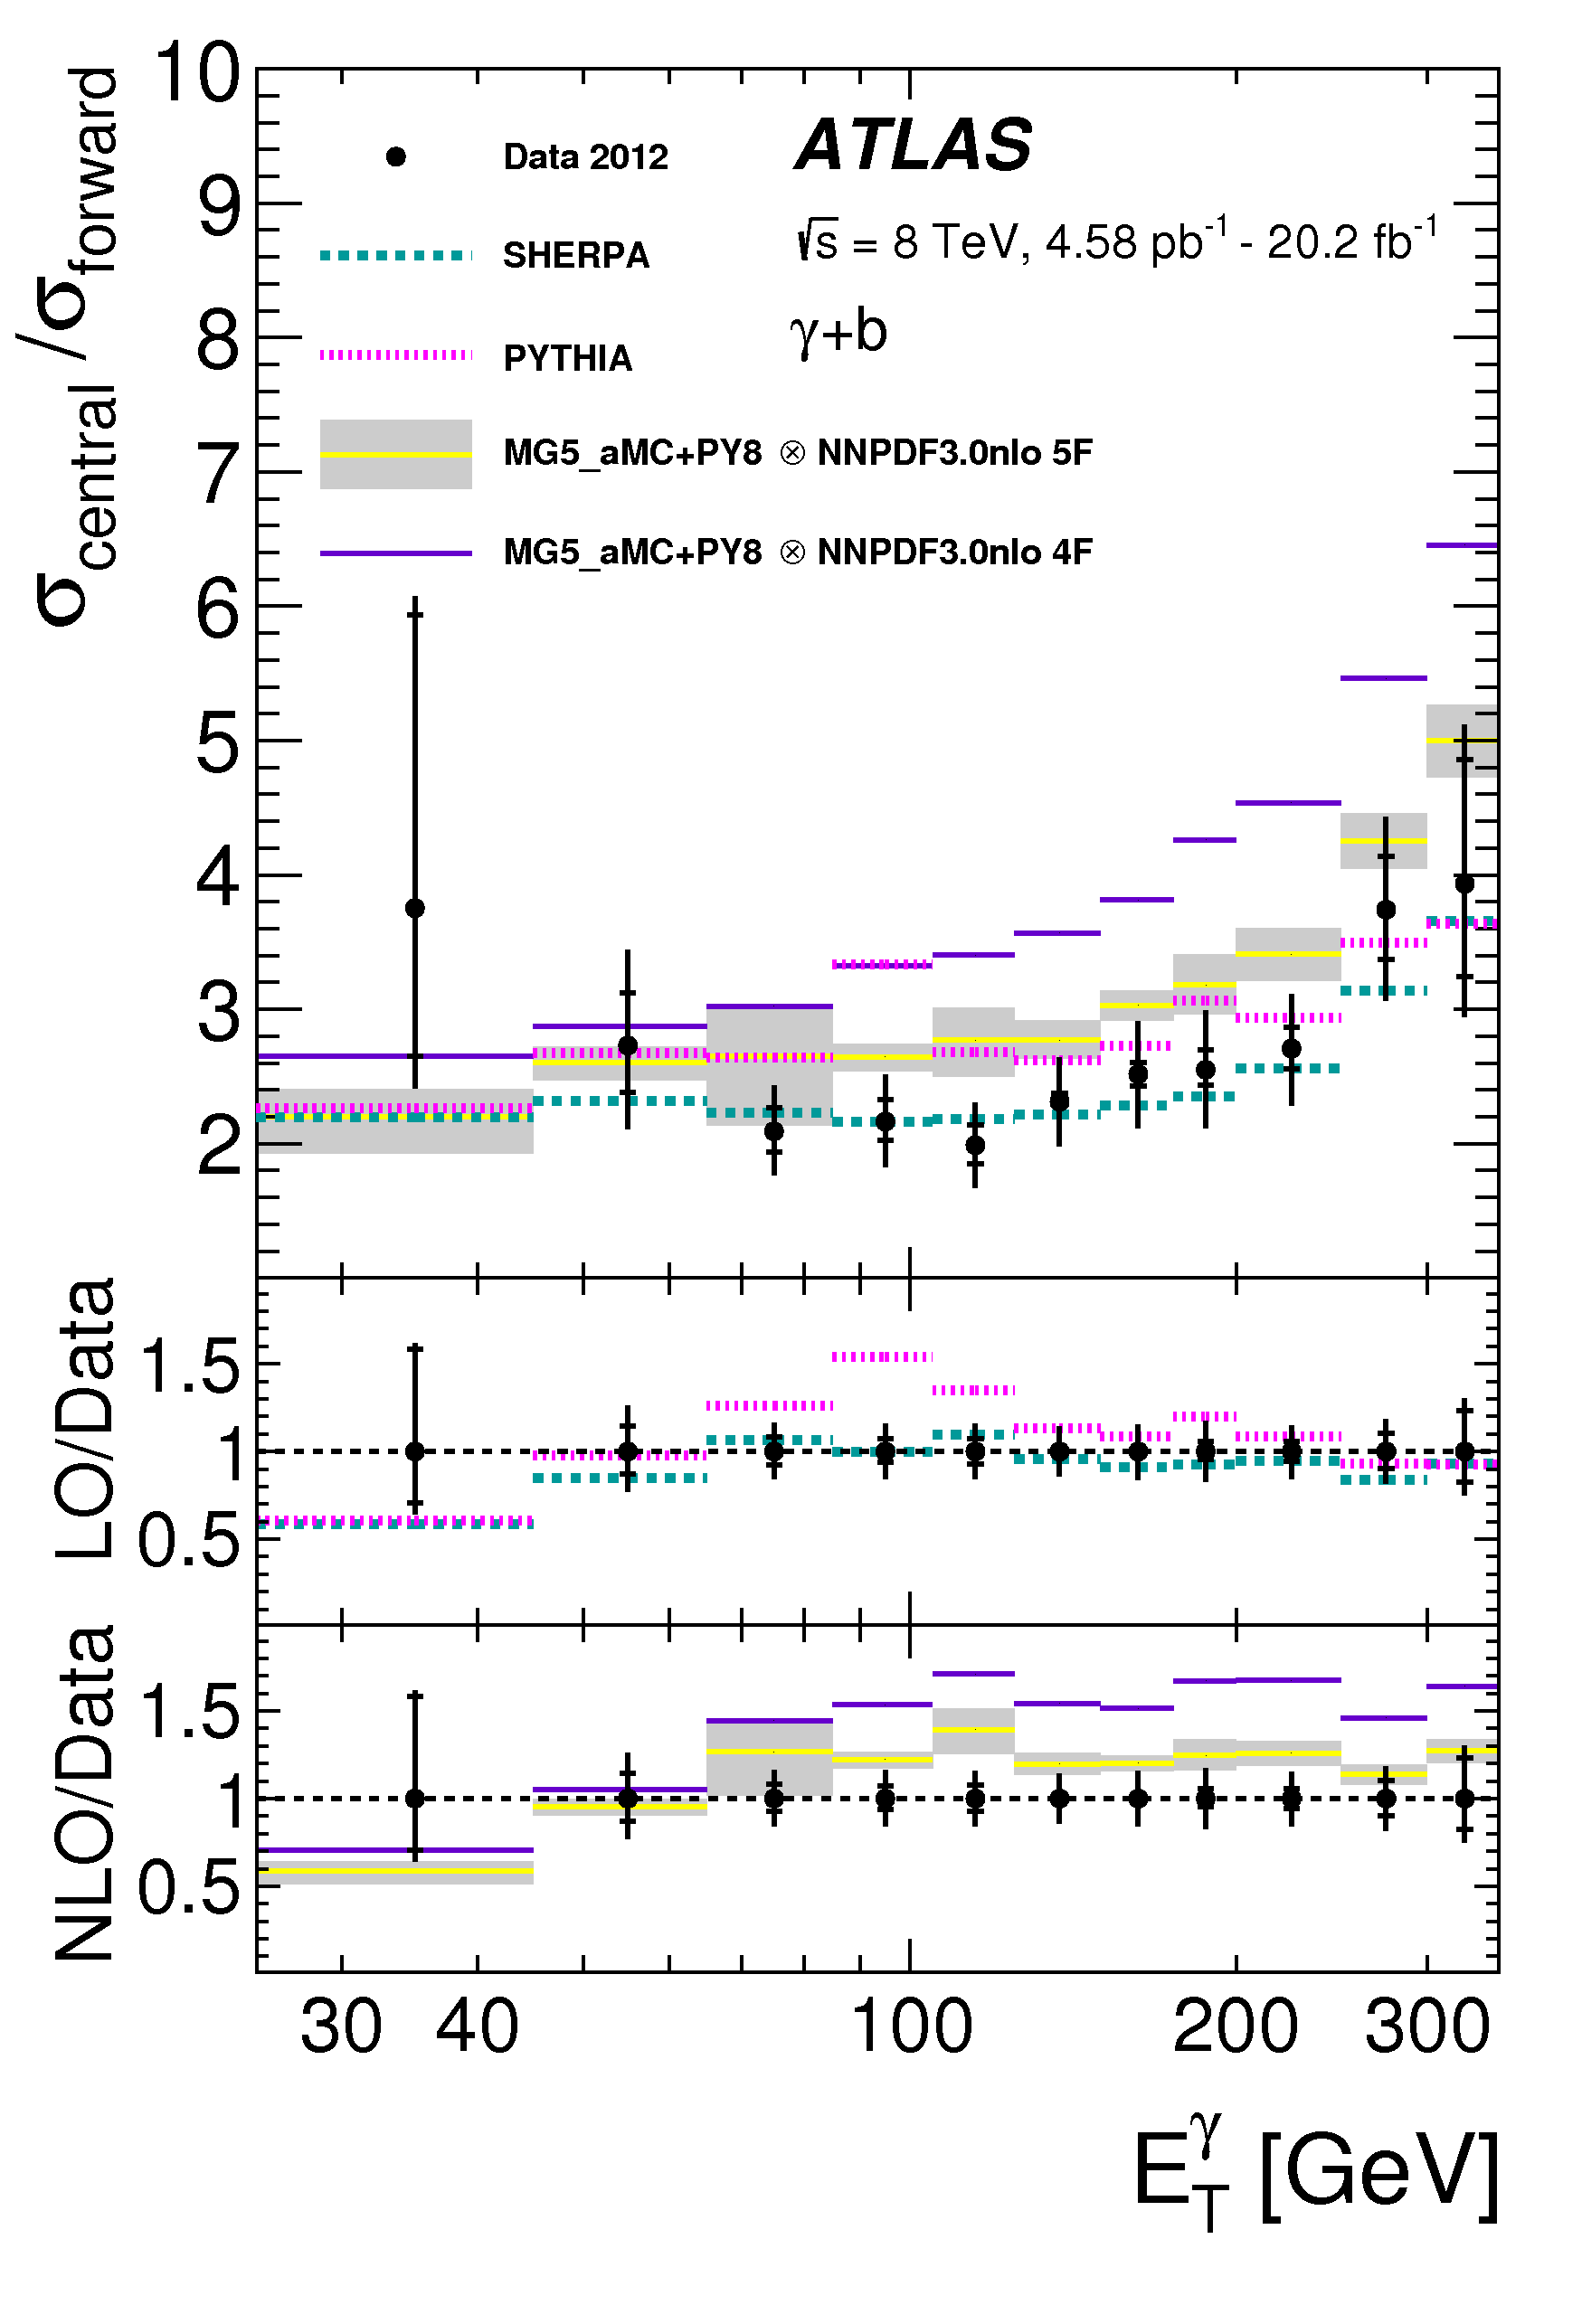 σcentral /σforward
10
9
8
7
6
5
4
3
2
Data 2012
SHERPA
PYTHIA
MG5_aMC+PY8 ⊗ NNPDF3.0nlo 5F
MG5_aMC+PY8 ⊗ NNPDF3.0nlo 4F
ATLAS
√s = 8 TeV, 4.58 pb⁻¹ - 20.2 fb⁻¹
γ+b
LO/Data
1.5
1
0.5
NLO/Data
1.5
1
0.5
30 40 100 200 300
E_T^γ [GeV]